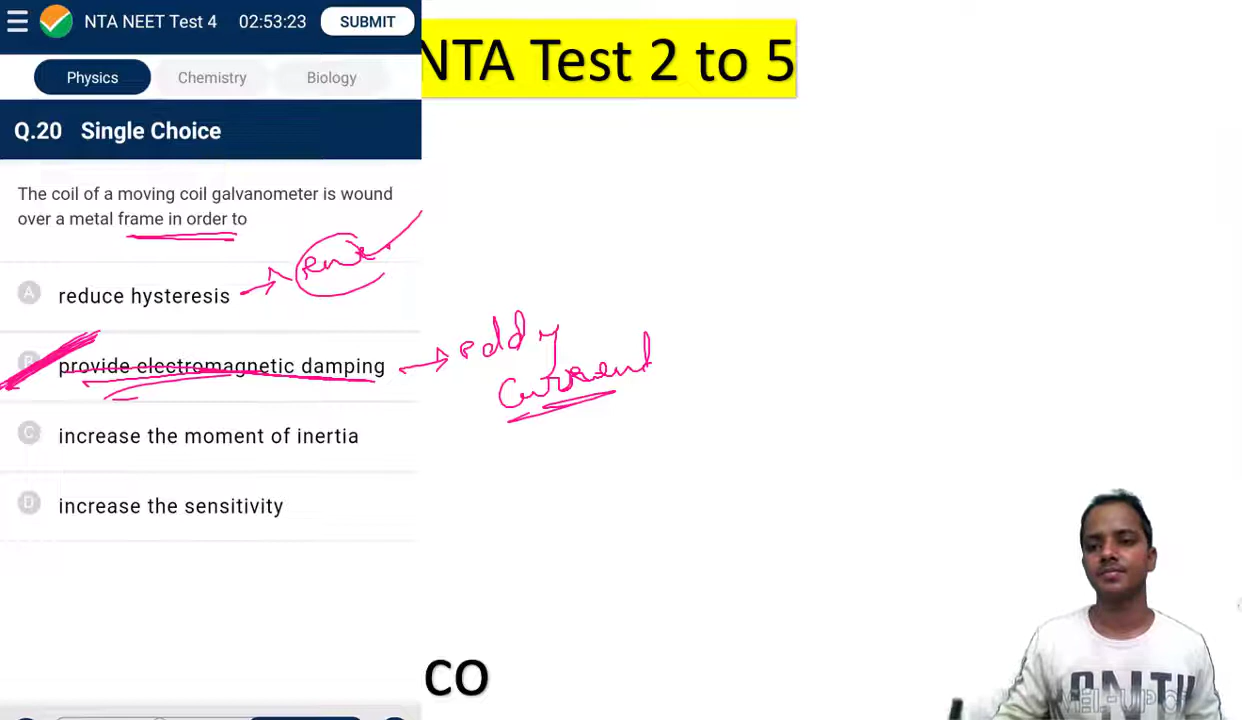 NTA NEET Test 4 02:53:23 SUBMIT
NTA Test 2 to 5
Physics Chemistry Biology
Q.20 Single Choice
The coil of a moving coil galvanometer is wound
over a metal frame in order to
A reduce hysteresis
B provide electromagnetic damping
eddy
Current
C increase the moment of inertia
D increase the sensitivity
co